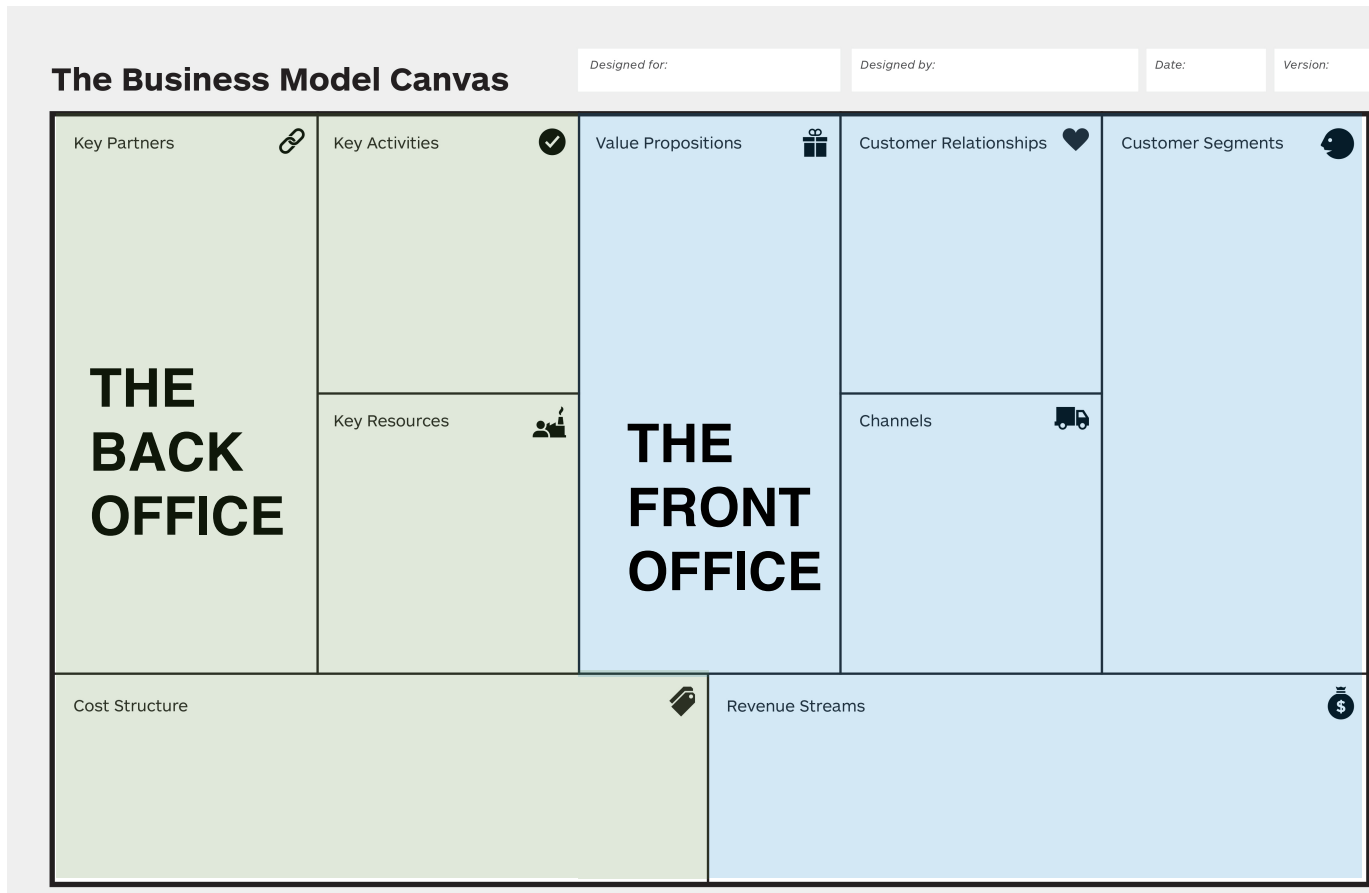 The Business Model Canvas
Designed for:
Designed by:
Date:
Version:
Key Partners
Key Activities
Value Propositions
Customer Relationships
Customer Segments
THE
BACK
OFFICE
Key Resources
THE
FRONT
OFFICE
Channels
Cost Structure
Revenue Streams
$